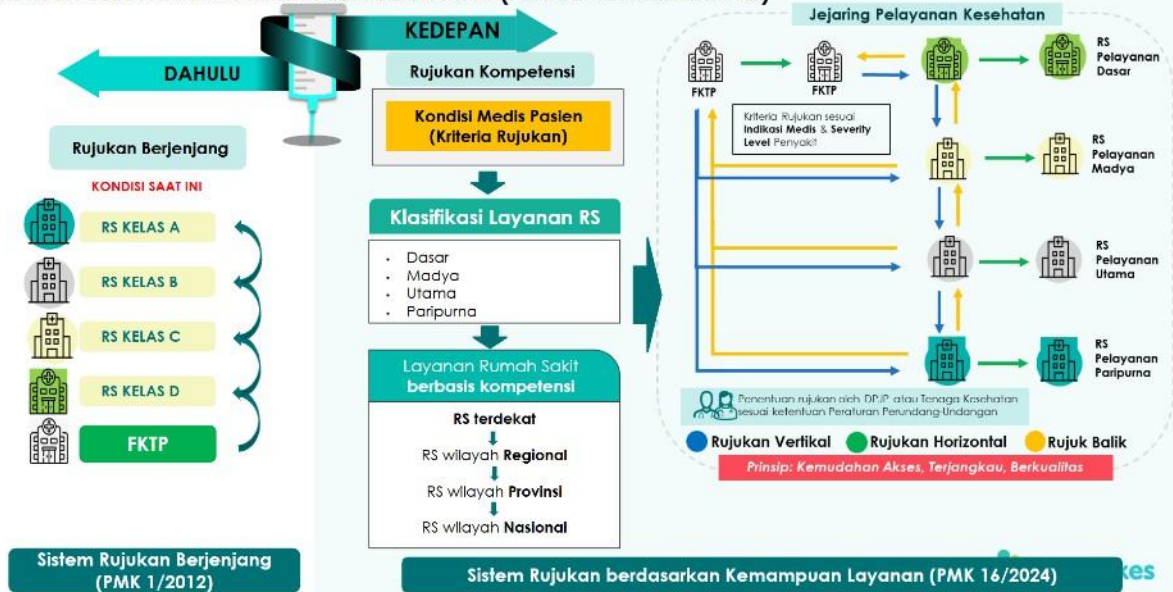 DAHULU
KEDEPAN
Rujukan Berjenjang
KONDISI SAAT INI
RS KELAS A
RS KELAS B
RS KELAS C
RS KELAS D
FKTP
Sistem Rujukan Berjenjang
(PMK 1/2012)
Rujukan Kompetensi
Kondisi Medis Pasien
(Kriteria Rujukan)
Klasifikasi Layanan RS
• Dasar
• Madya
• Utama
• Paripurna
Layanan Rumah Sakit
berbasis kompetensi
RS terdekat
RS wilayah Regional
RS wilayah Provinsi
RS wilayah Nasional
Jejaring Pelayanan Kesehatan
FKTP
FKTP
RS
Pelayanan
Dasar
Kriteria Rujukan sesuai
Indikasi Medis & Severity
Level Penyakit
RS
Pelayanan
Madya
RS
Pelayanan
Utama
RS
Pelayanan
Paripurna
Penentuan rujukan oleh DPJP atau Tenaga Kesehatan
sesuai ketentuan Peraturan Perundang-Undangan
Rujukan Vertikal
Rujukan Horizontal
Rujuk Balik
Prinsip: Kemudahan Akses, Terjangkau, Berkualitas
Sistem Rujukan berdasarkan Kemampuan Layanan (PMK 16/2024)
kes